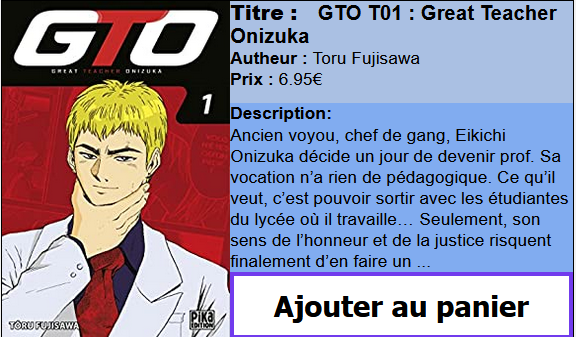 GTO
GREAT TEACHER ONIZUKA
1
TÔRU FUJISAWA
PIKA
ÉDITION
Titre : GTO T01 : Great Teacher
Onizuka
Autheur : Toru Fujisawa
Prix : 6.95€
Description:
Ancien voyou, chef de gang, Eikichi
Onizuka décide un jour de devenir prof. Sa
vocation n’a rien de pédagogique. Ce qu’il
veut, c’est pouvoir sortir avec les étudiantes
du lycée où il travaille… Seulement, son
sens de l’honneur et de la justice risquent
finalement d’en faire un ...
Ajouter au panier